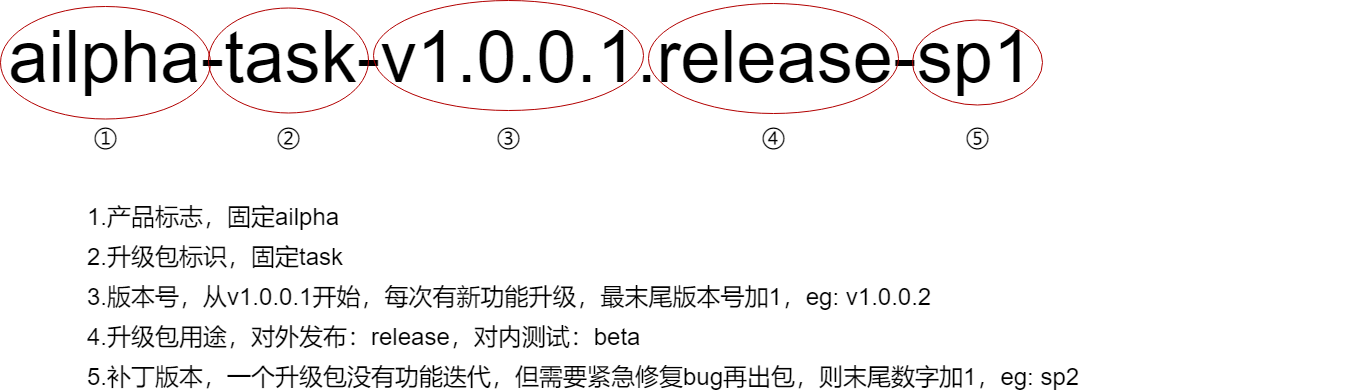 ailpha-task-v1.0.0.1.release-sp1
① ② ③ ④ ⑤
1.产品标志，固定ailpha
2.升级包标识，固定task
3.版本号，从v1.0.0.1开始，每次有新功能升级，最末尾版本号加1，eg: v1.0.0.2
4.升级包用途，对外发布：release，对内测试：beta
5.补丁版本，一个升级包没有功能迭代，但需要紧急修复bug再出包，则末尾数字加1，eg: sp2